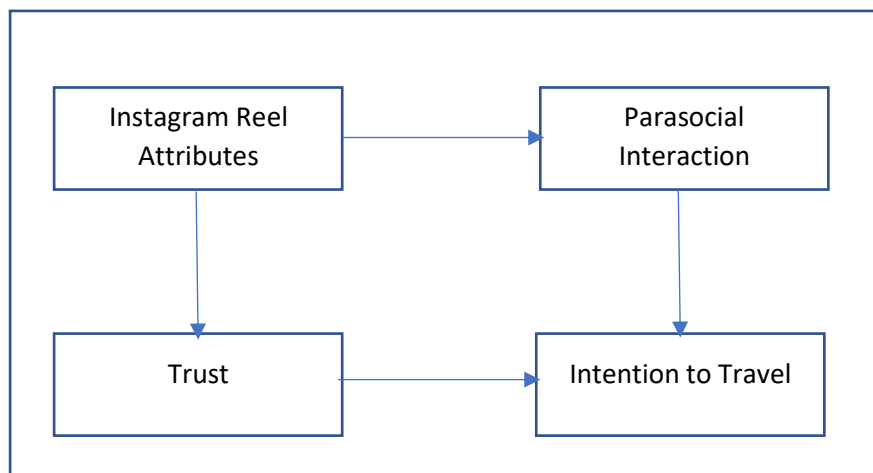 Instagram Reel
Attributes
Parasocial
Interaction
Trust
Intention to Travel